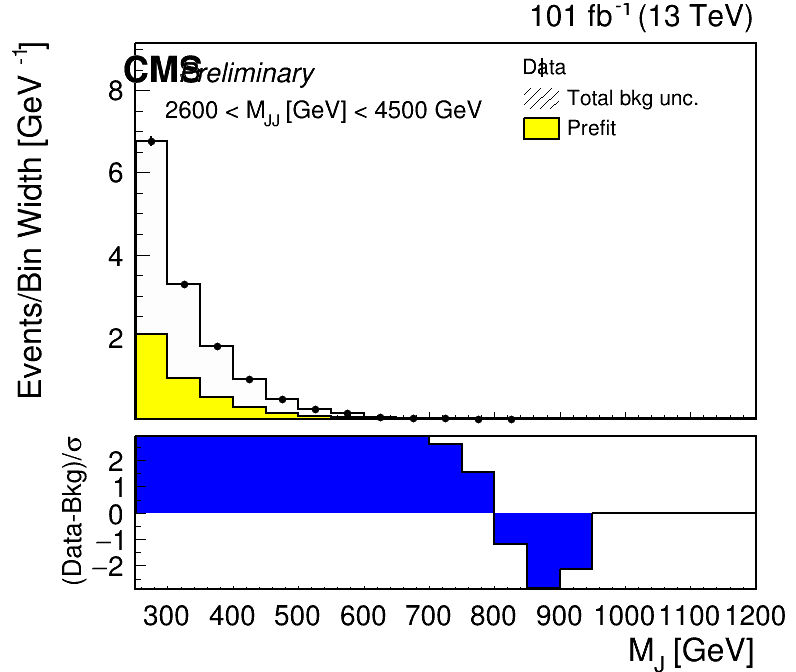 101 fb⁻¹ (13 TeV)
CMS Preliminary
2600 < M_JJ [GeV] < 4500 GeV
Data
Total bkg unc.
Prefit
Events/Bin Width [GeV⁻¹]
8
6
4
2
(Data-Bkg)/σ
2
1
0
−1
−2
300 400 500 600 700 800 900 1000 1100 1200
M_J [GeV]